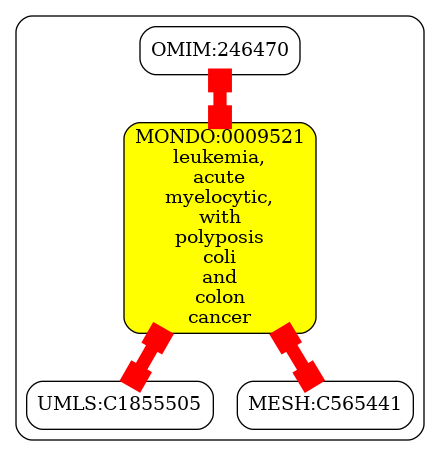 OMIM:246470
MONDO:0009521
leukemia,
acute
myelocytic,
with
polyposis
coli
and
colon
cancer
UMLS:C1855505
MESH:C565441